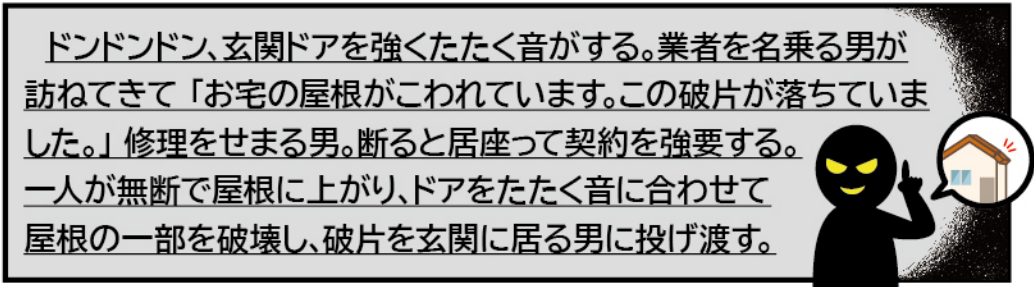 ドンドンドン、玄関ドアを強くたたく音がする。業者を名乗る男が
訪ねてきて「お宅の屋根がこわれています。この破片が落ちていま
した。」修理をせまる男。断ると居座って契約を強要する。
一人が無断で屋根に上がり、ドアをたたく音に合わせて
屋根の一部を破壊し、破片を玄関に居る男に投げ渡す。